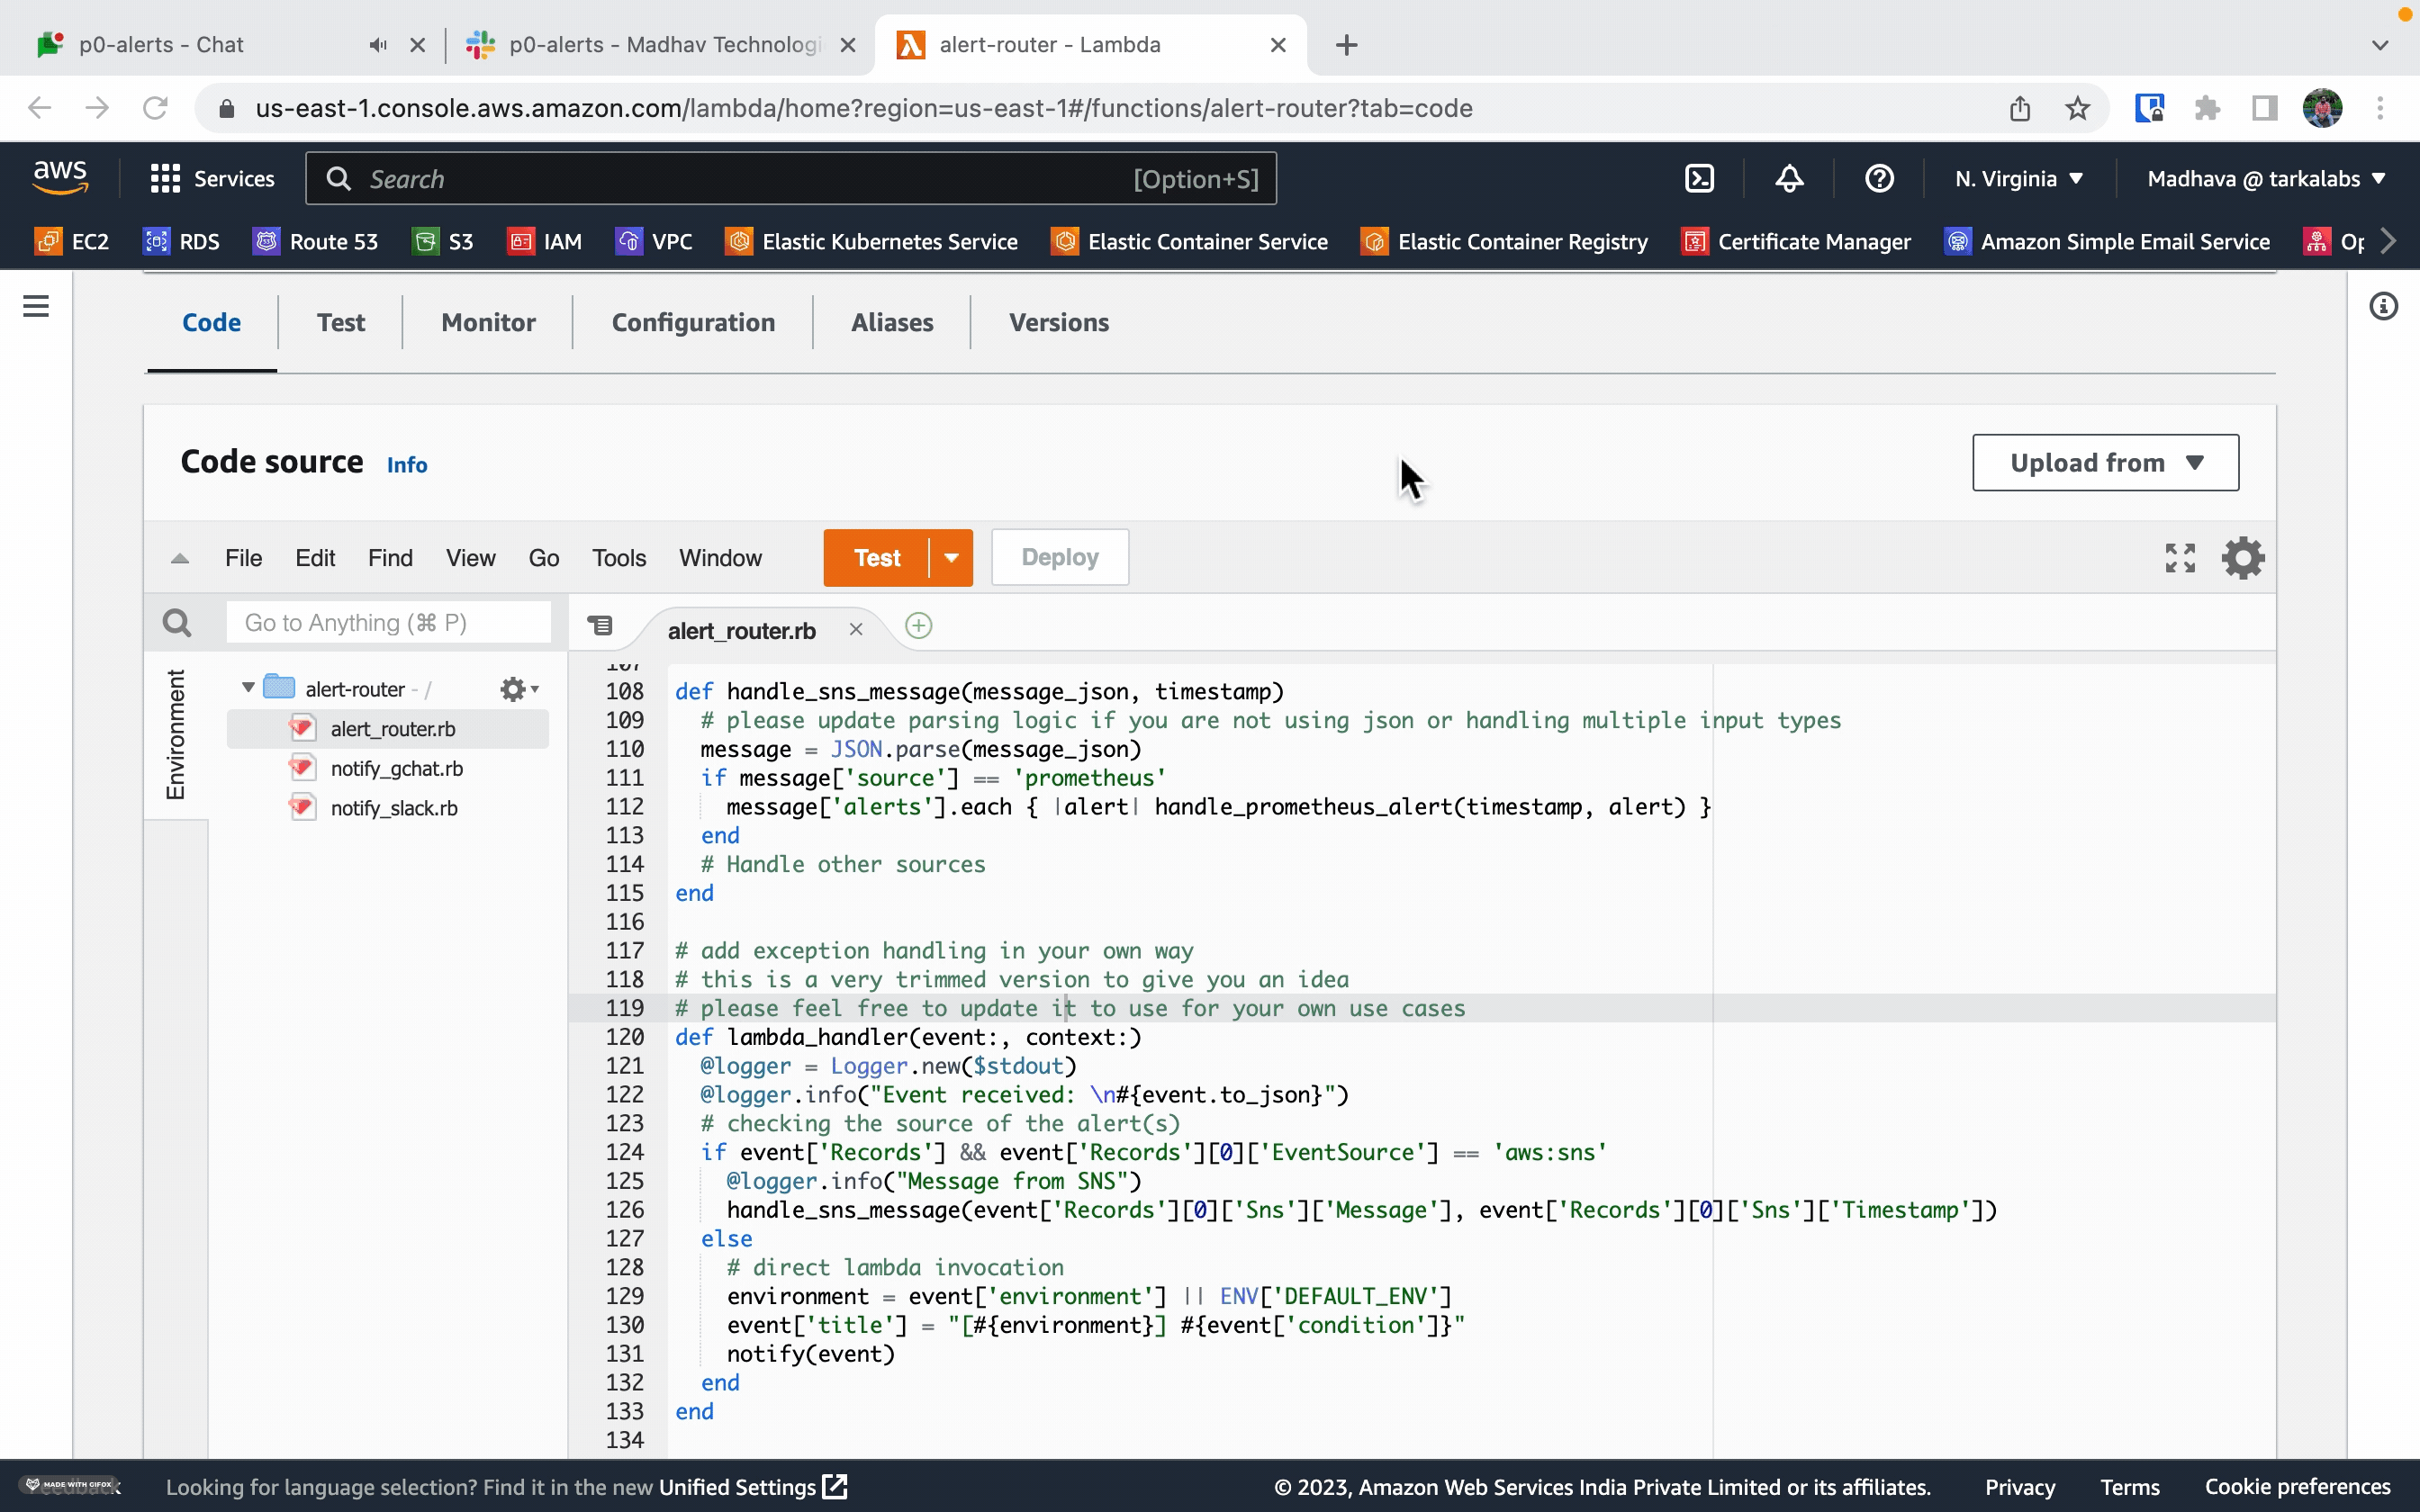 p0-alerts - Chat
p0-alerts - Madhav Technologi
alert-router - Lambda
us-east-1.console.aws.amazon.com/lambda/home?region=us-east-1#/functions/alert-router?tab=code
aws Services Search [Option+S] N. Virginia Madhava @ tarkalabs
EC2 RDS Route 53 S3 IAM VPC Elastic Kubernetes Service Elastic Container Service Elastic Container Registry Certificate Manager Amazon Simple Email Service Op
Code Test Monitor Configuration Aliases Versions
Code source Info Upload from
File Edit Find View Go Tools Window Test Deploy
Go to Anything (⌘ P) alert_router.rb
Environment
alert-router - /
alert_router.rb
notify_gchat.rb
notify_slack.rb
107
108 def handle_sns_message(message_json, timestamp)
109 # please update parsing logic if you are not using json or handling multiple input types
110 message = JSON.parse(message_json)
111 if message['source'] == 'prometheus'
112 message['alerts'].each { |alert| handle_prometheus_alert(timestamp, alert) }
113 end
114 # Handle other sources
115 end
116
117 # add exception handling in your own way
118 # this is a very trimmed version to give you an idea
119 # please feel free to update it to use for your own use cases
120 def lambda_handler(event:, context:)
121 @logger = Logger.new($stdout)
122 @logger.info("Event received: \n#{event.to_json}")
123 # checking the source of the alert(s)
124 if event['Records'] && event['Records'][0]['EventSource'] == 'aws:sns'
125 @logger.info("Message from SNS")
126 handle_sns_message(event['Records'][0]['Sns']['Message'], event['Records'][0]['Sns']['Timestamp'])
127 else
128 # direct lambda invocation
129 environment = event['environment'] || ENV['DEFAULT_ENV']
130 event['title'] = "[#{environment}] #{event['condition']}"
131 notify(event)
132 end
133 end
134
MADE WITH GIFOX
Looking for language selection? Find it in the new Unified Settings © 2023, Amazon Web Services India Private Limited or its affiliates. Privacy Terms Cookie preferences